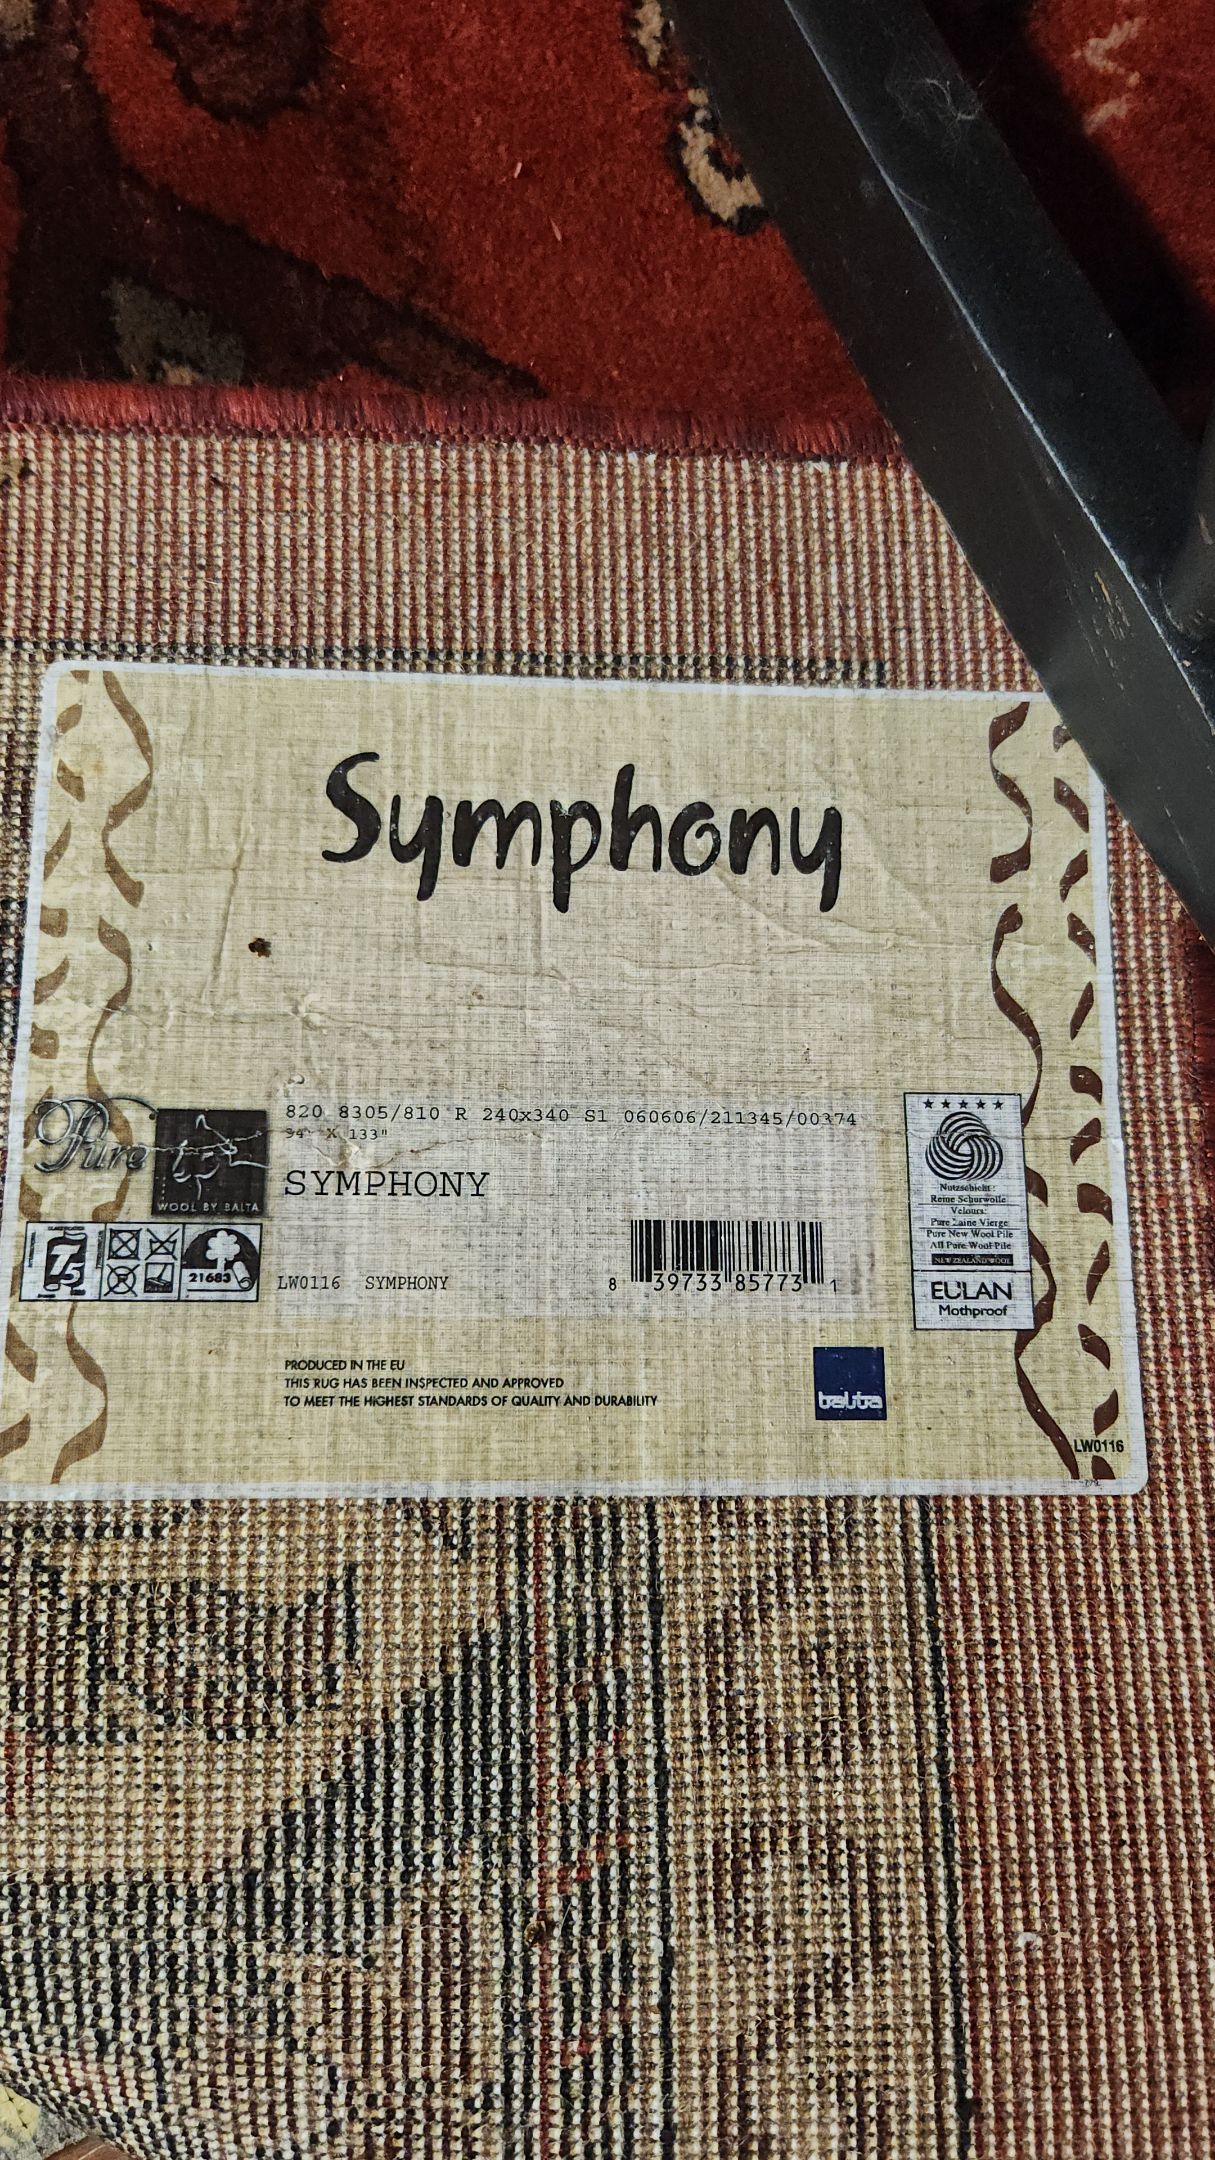 Symphony
820 8305/810 R 240x340 S1 060606/211345/00374
94" X 133"
Pure
WOOL BY BALTA
SYMPHONY
T5
21683
LW0116 SYMPHONY
8 39733 85773 1
Nutzschicht:
Reine Schurwolle
Velours:
Pure Laine Vierge
Pure New Wool Pile
All Pure Wool Pile
NEW ZEALAND WOOL
EULAN
Mothproof
PRODUCED IN THE EU
THIS RUG HAS BEEN INSPECTED AND APPROVED
TO MEET THE HIGHEST STANDARDS OF QUALITY AND DURABILITY
balta
LW0116